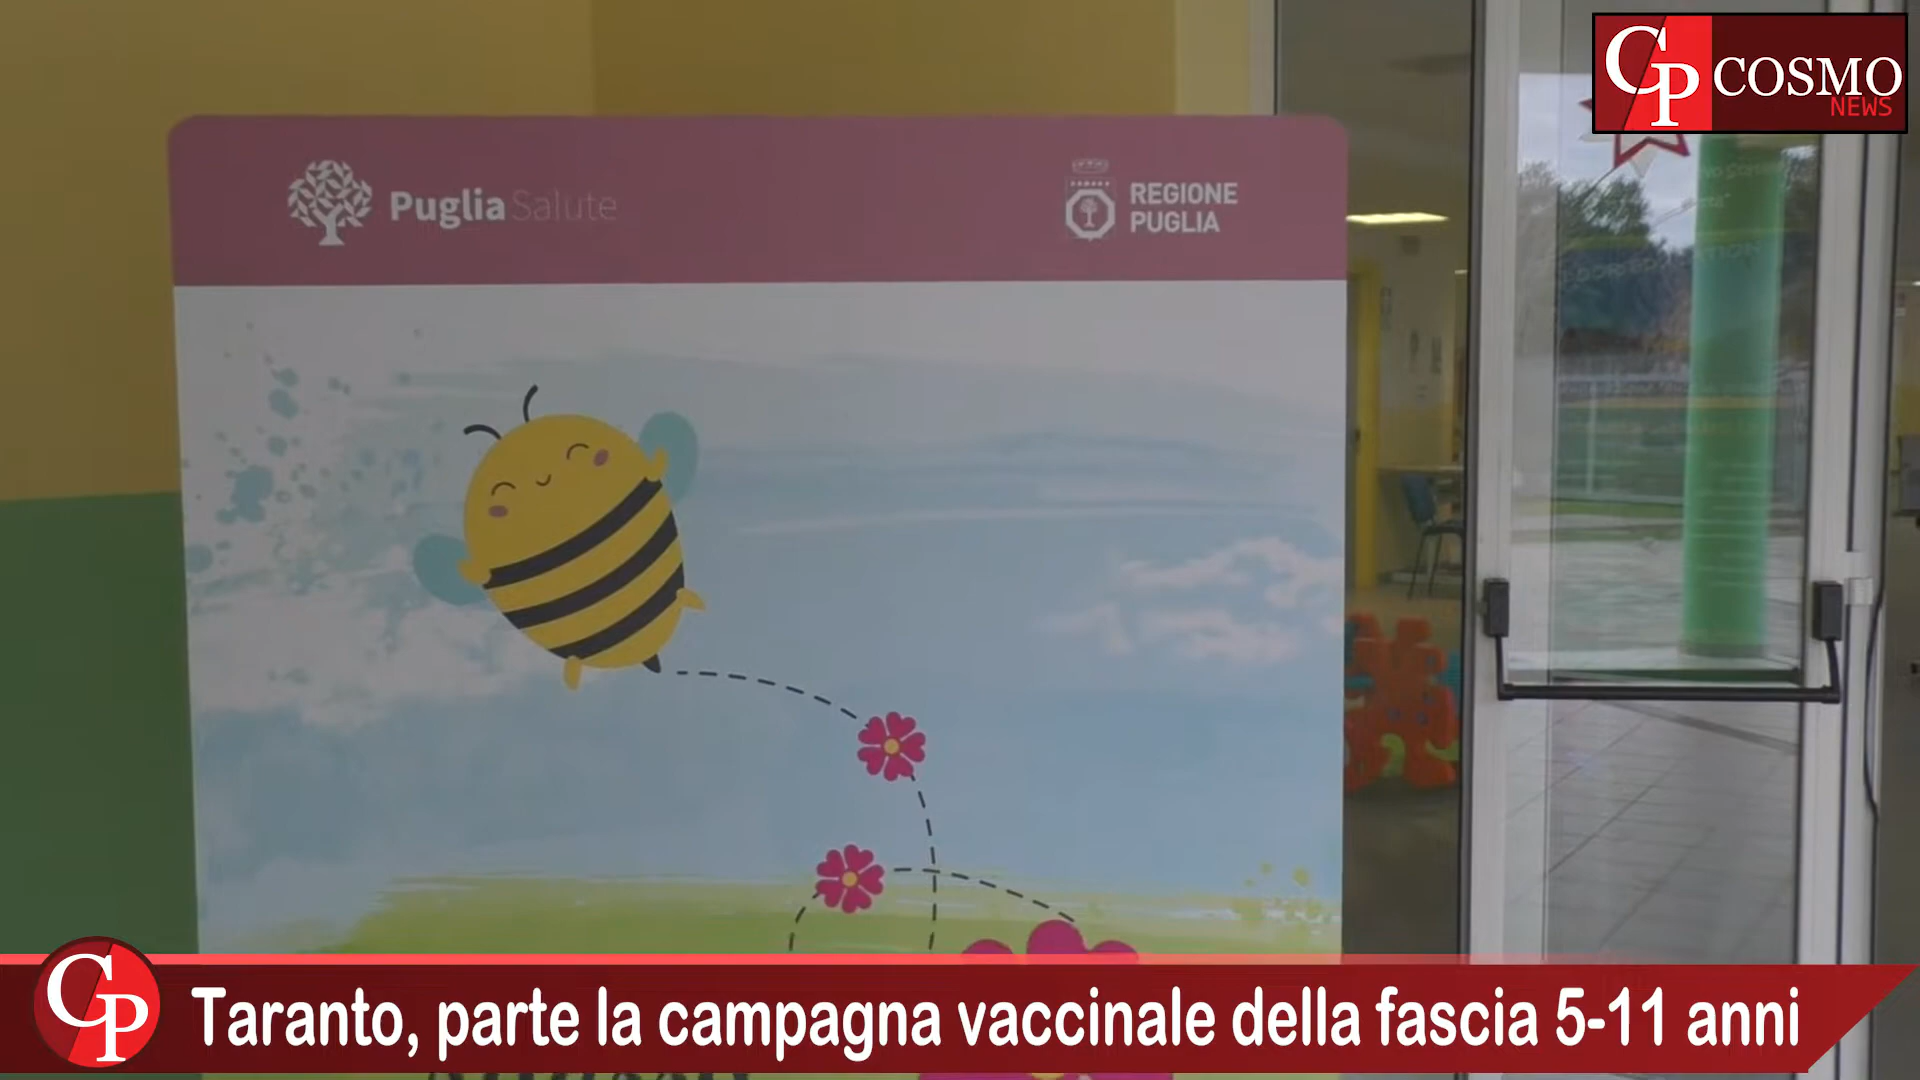 CP COSMO
NEWS
Puglia Salute
REGIONE
PUGLIA
CP
Taranto, parte la campagna vaccinale della fascia 5-11 anni